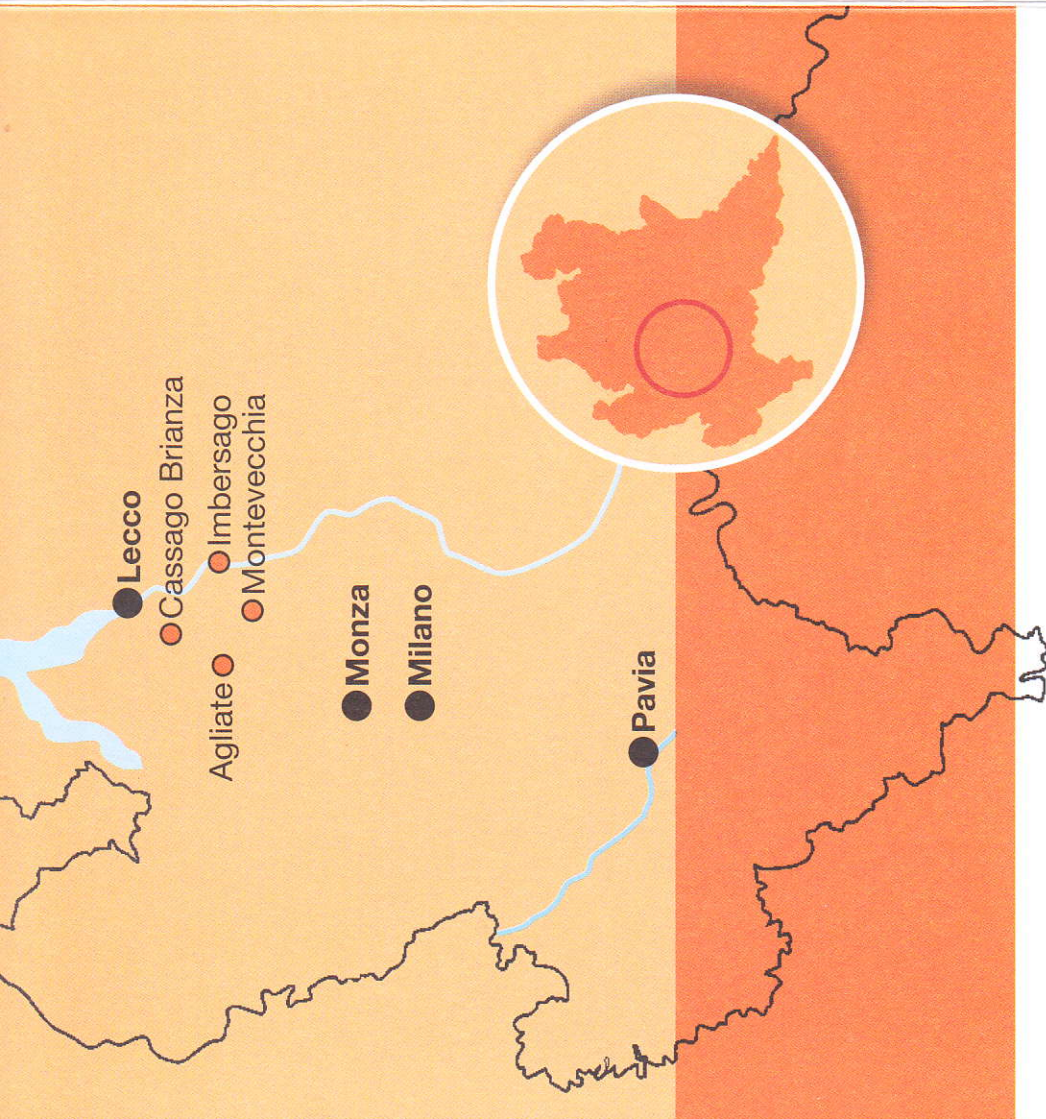 Lecco
Cassago Brianza
Imbersago
Agliate
Montevecchia
Monza
Milano
Pavia